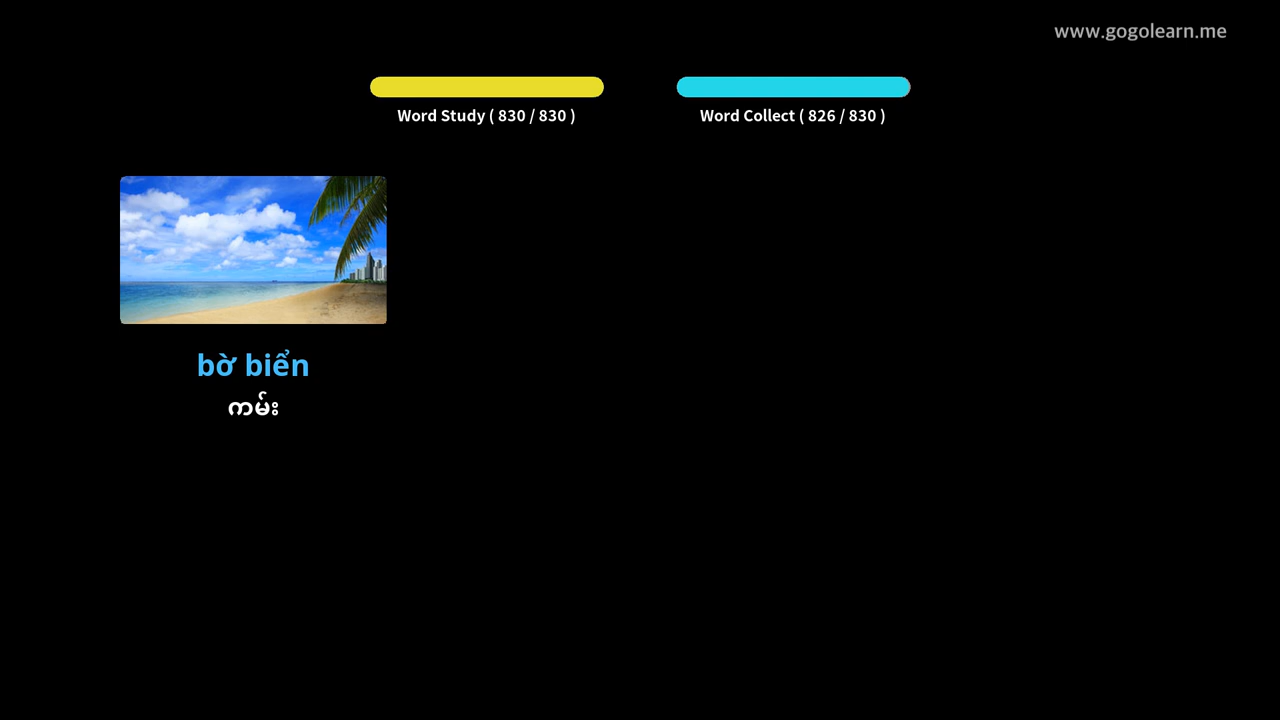 www.gogolearn.me
Word Study ( 830 / 830 )
Word Collect ( 826 / 830 )
bờ biển
ကမ်း